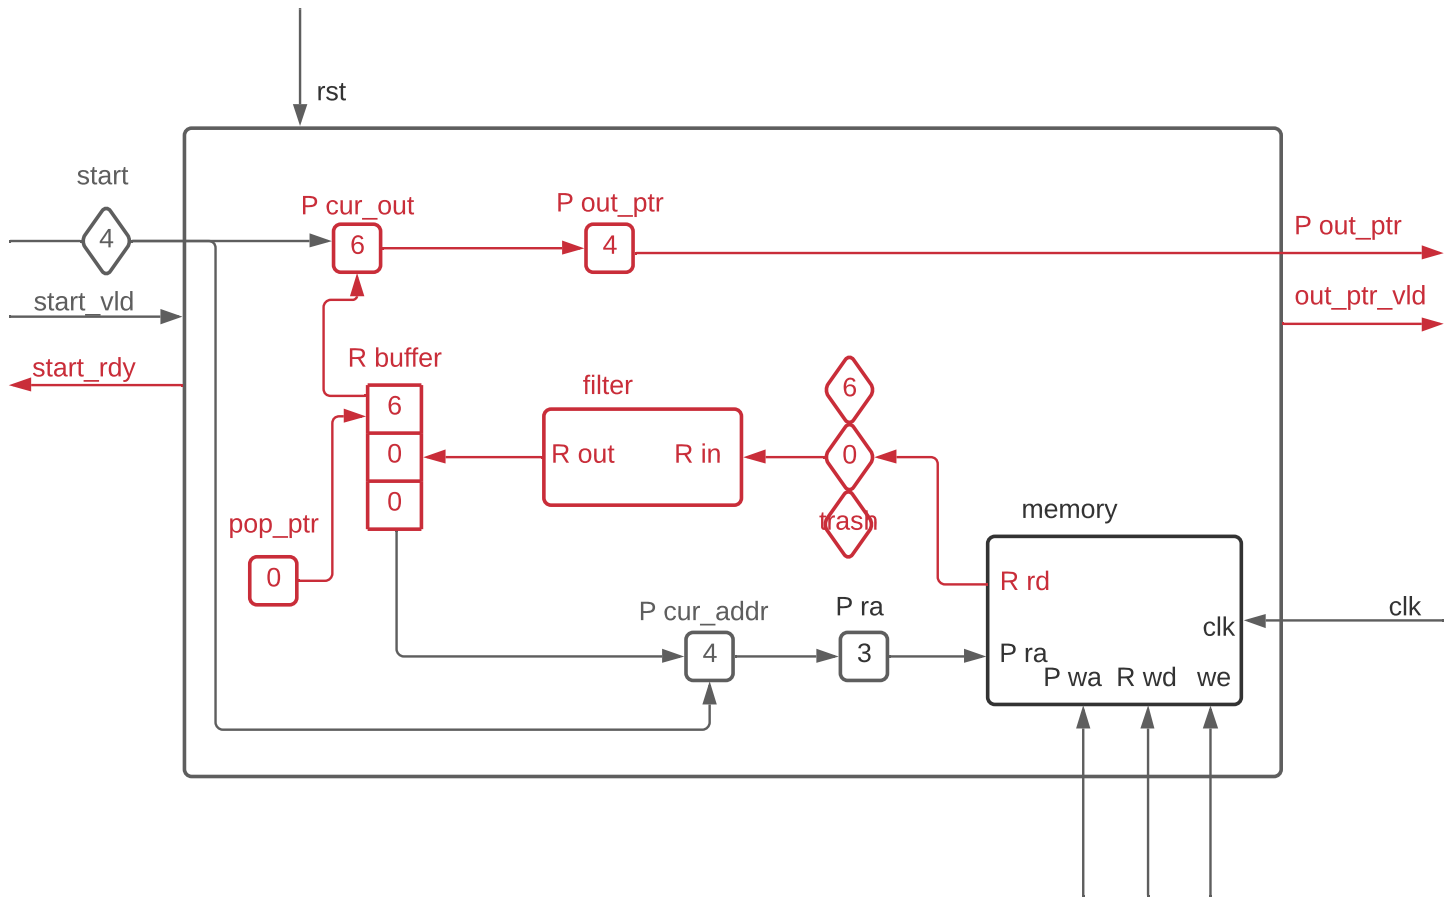 rst
start
4
P cur_out
6
P out_ptr
4
P out_ptr
start_vld
out_ptr_vld
start_rdy
R buffer
6
0
0
filter
R out
R in
6
0
trash
pop_ptr
0
memory
R rd
clk
P ra
P wa
R wd
we
clk
P cur_addr
4
P ra
3